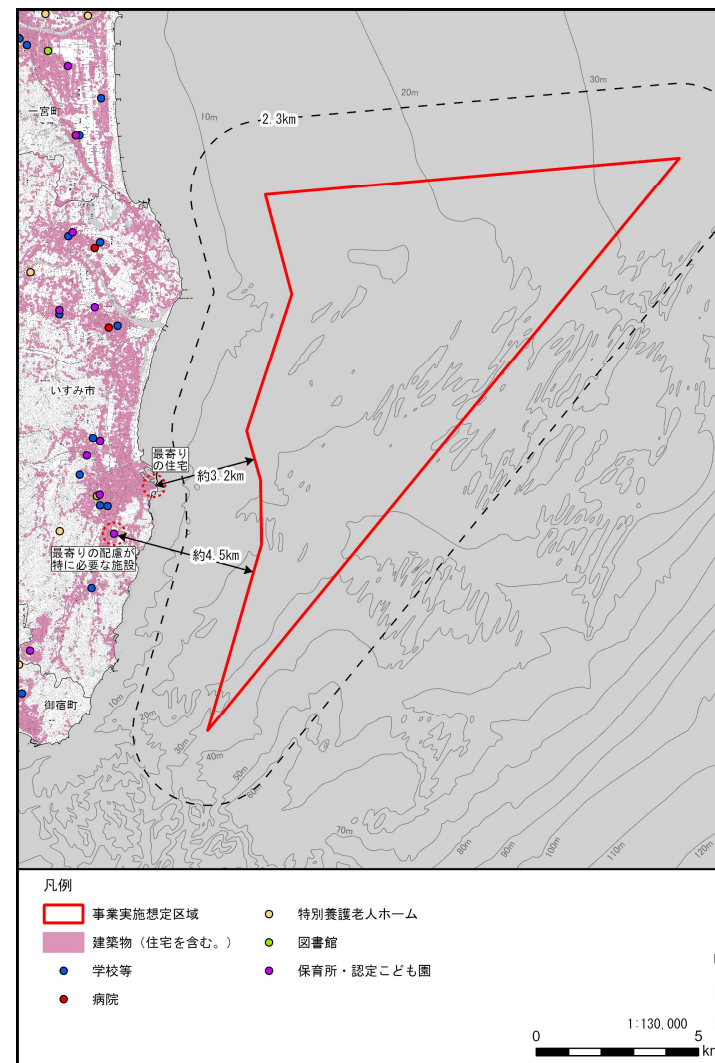 10m
20m
30m
2.3km
一宮町
いすみ市
最寄り
の住宅
約3.2km
約4.5km
最寄りの配慮が
特に必要な施設
御宿町
10m
20m
30m
40m
50m
60m
70m
80m
90m
100m
110m
120m
凡例
事業実施想定区域
特別養護老人ホーム
建築物（住宅を含む。）
図書館
学校等
保育所・認定こども園
病院
1:130,000
0 5
km